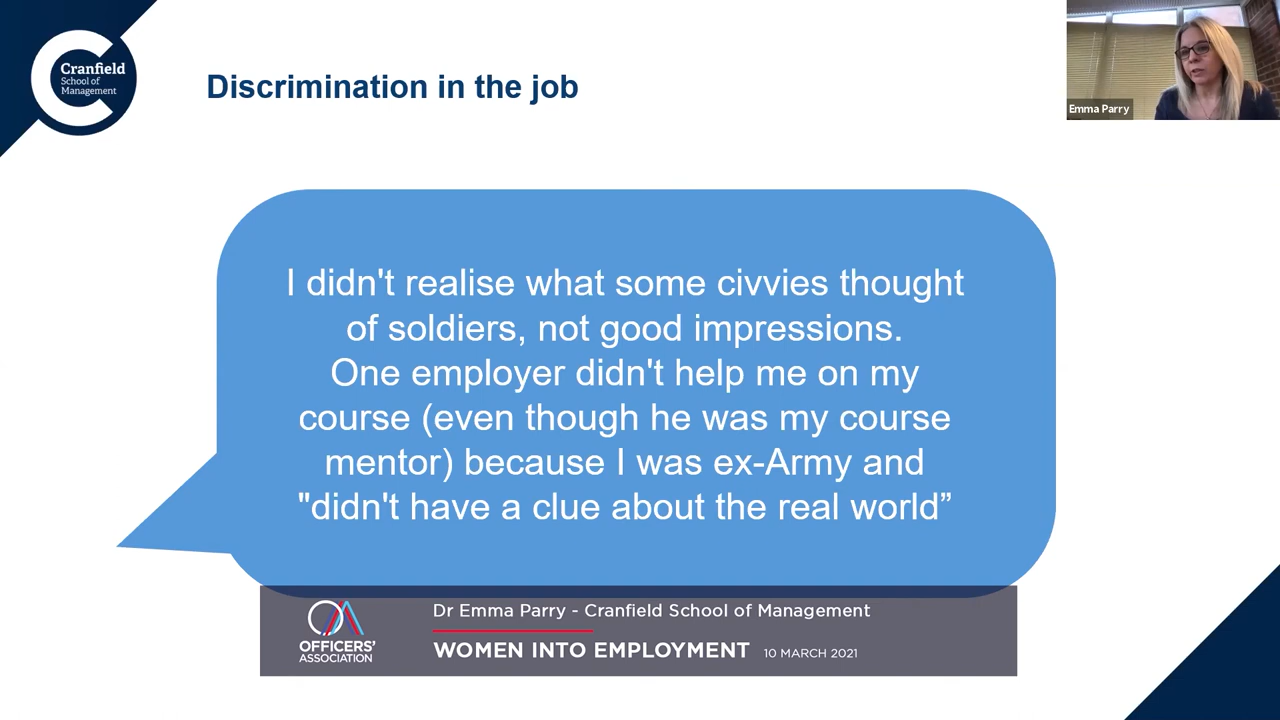 Cranfield
School of
Management
Discrimination in the job
Emma Parry
I didn't realise what some civvies thought
of soldiers, not good impressions.
One employer didn't help me on my
course (even though he was my course
mentor) because I was ex-Army and
"didn't have a clue about the real world”
OFFICERS'
ASSOCIATION
Dr Emma Parry - Cranfield School of Management
WOMEN INTO EMPLOYMENT 10 MARCH 2021